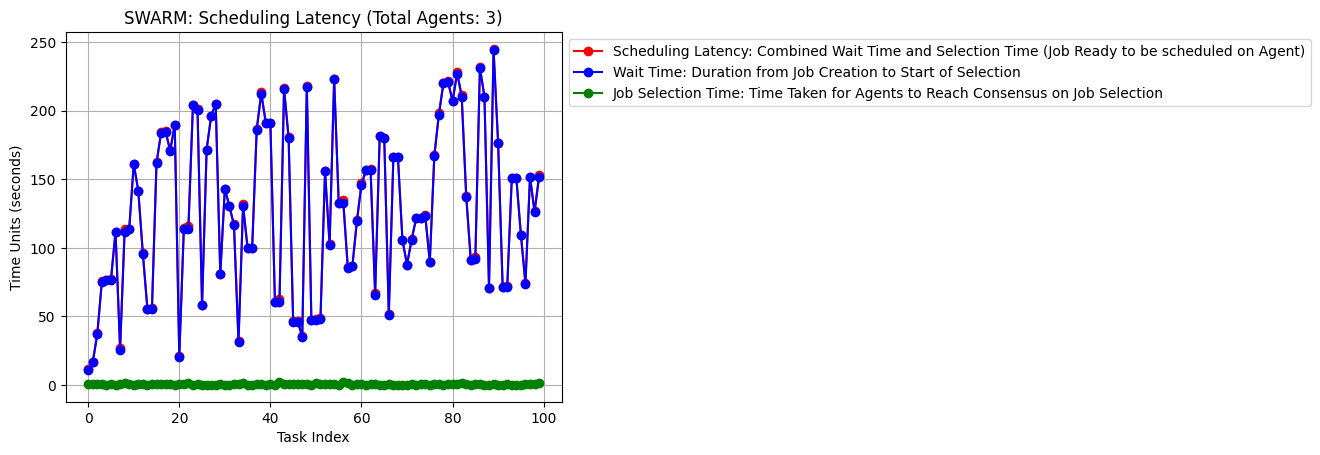 SWARM: Scheduling Latency (Total Agents: 3)
Scheduling Latency: Combined Wait Time and Selection Time (Job Ready to be scheduled on Agent)
Wait Time: Duration from Job Creation to Start of Selection
Job Selection Time: Time Taken for Agents to Reach Consensus on Job Selection
Time Units (seconds)
250
200
150
100
50
0
0 20 40 60 80 100
Task Index